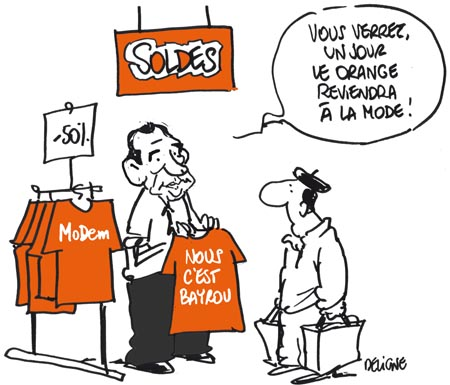 SOLDES
VOUS VERREZ,
UN JOUR
LE ORANGE
REVIENDRA
À LA MODE !
-50%
MoDem
NOUS
C'EST
BAYROU
DELIGNE